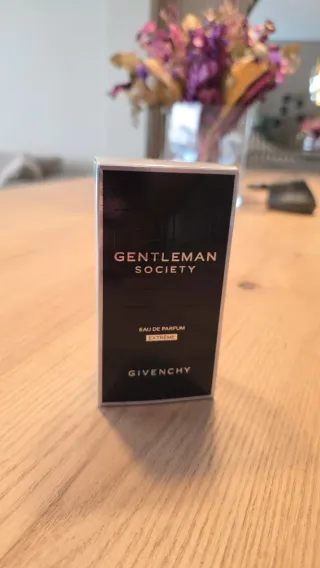 GENTLEMAN
SOCIETY
EAU DE PARFUM
EXTRÊME
GIVENCHY